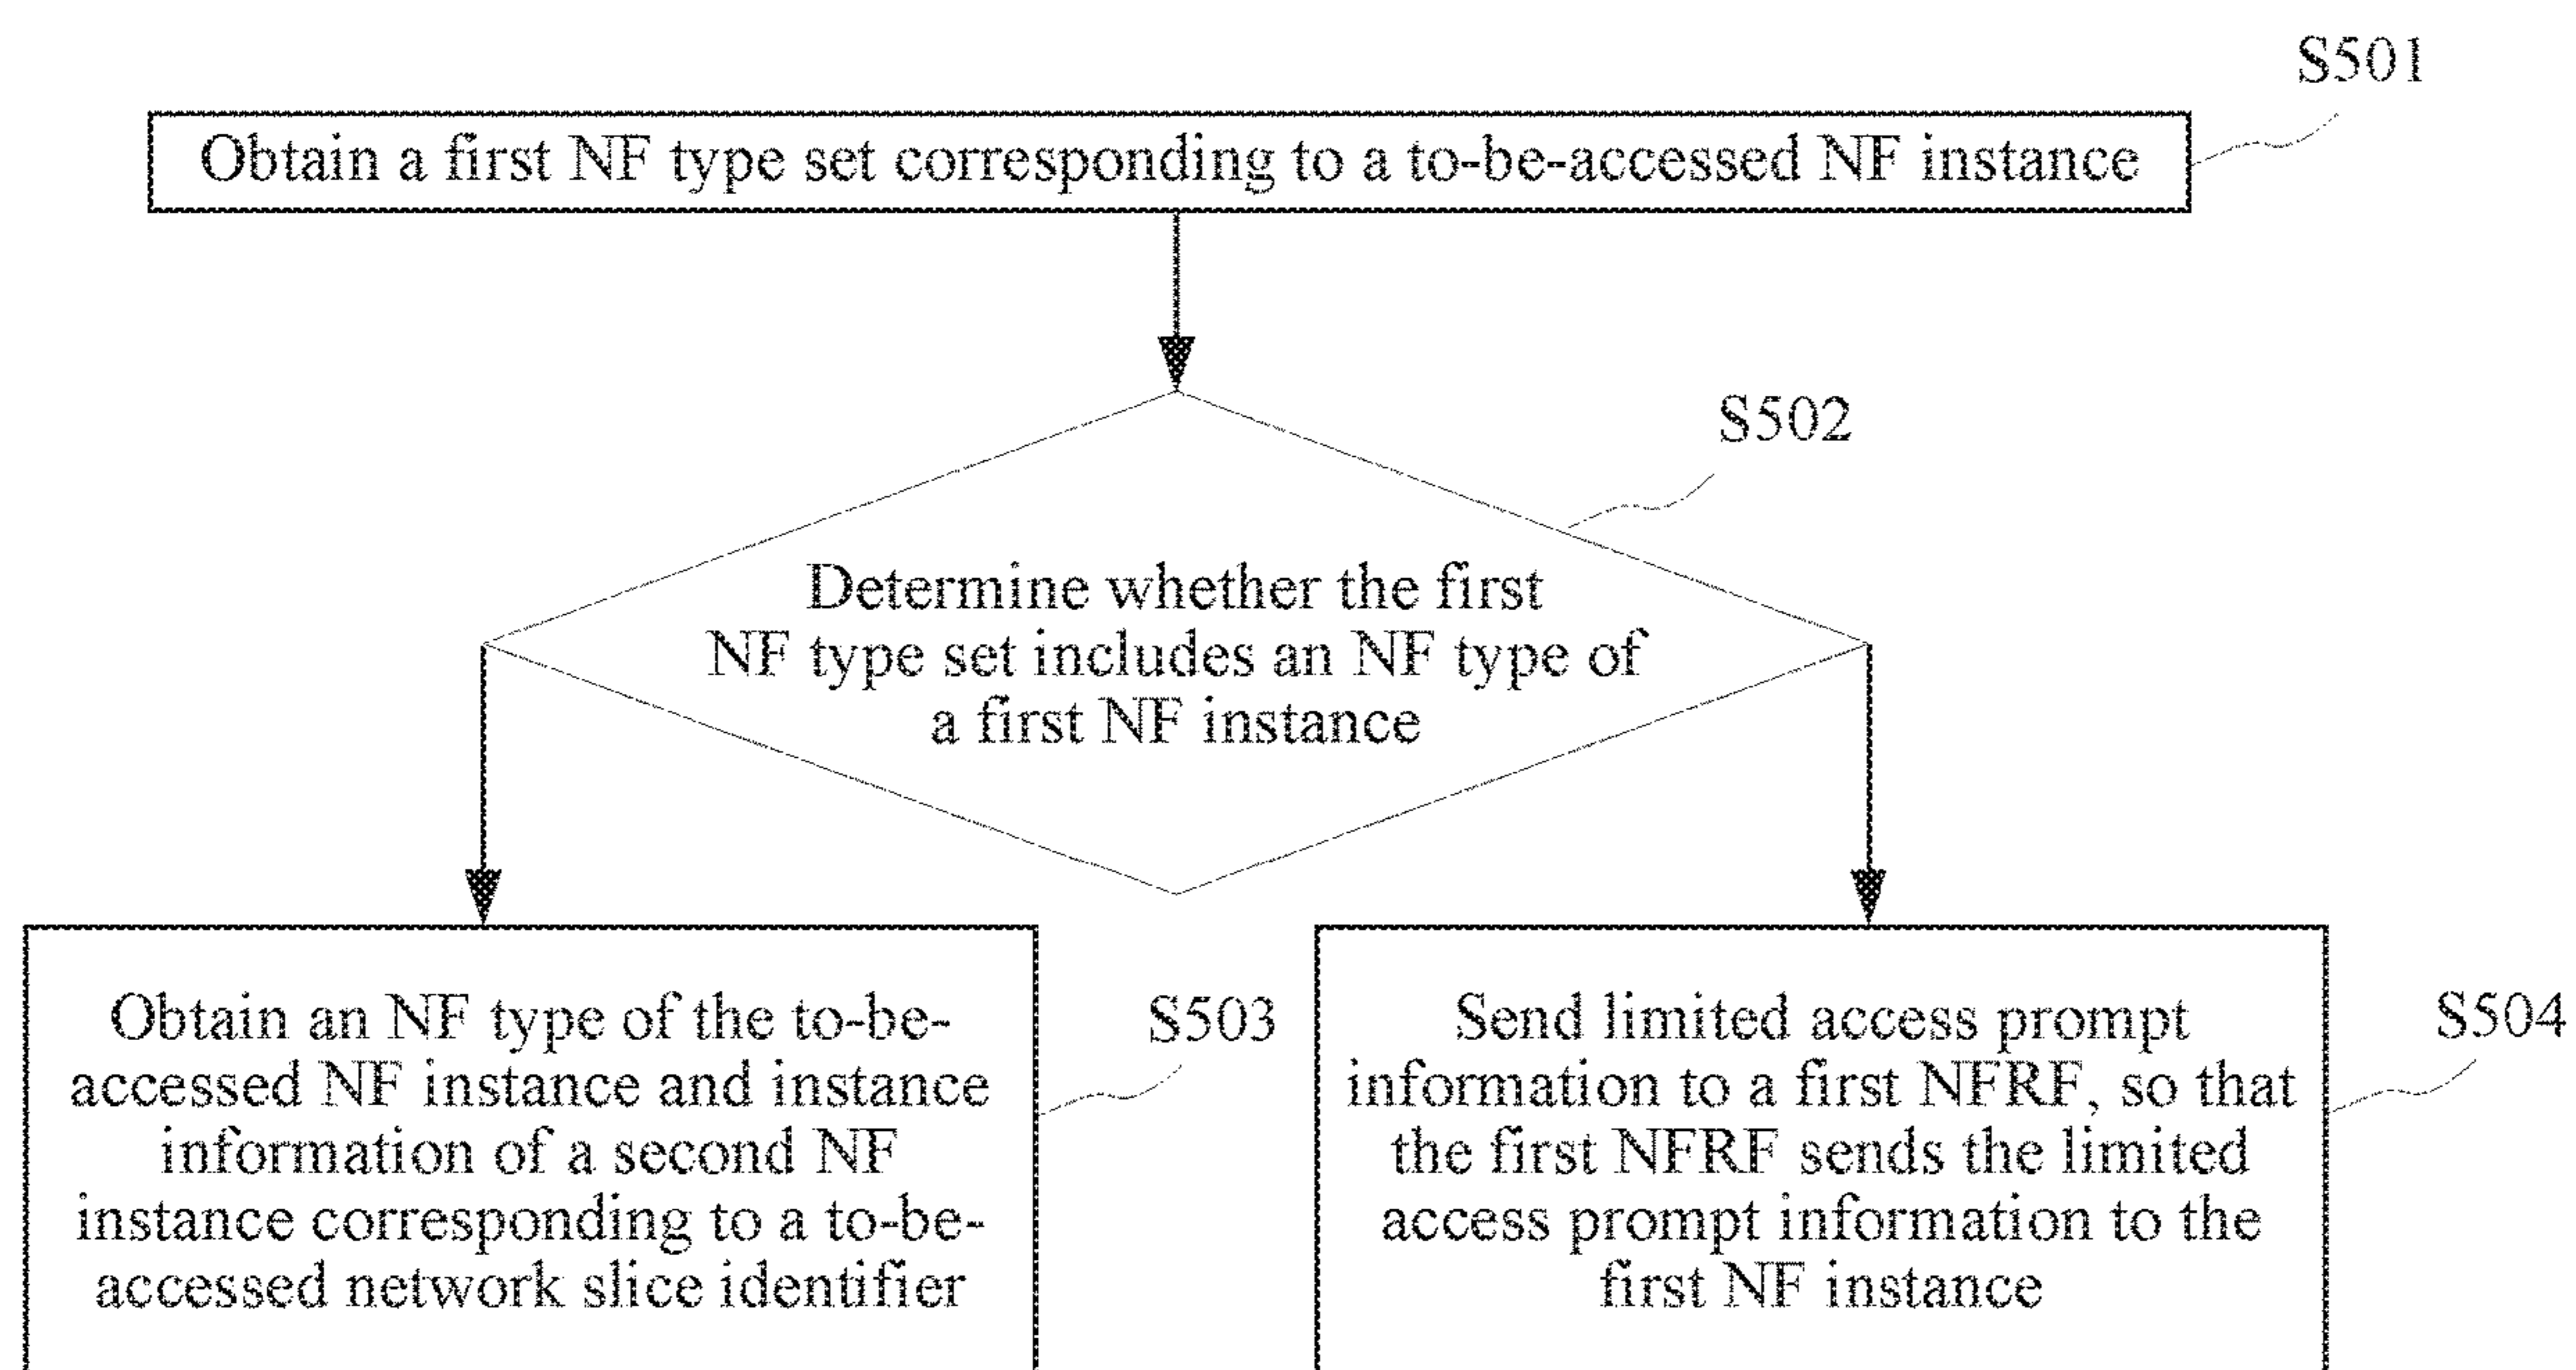 S501
Obtain a first NF type set corresponding to a to-be-accessed NF instance
S502
Determine whether the first
NF type set includes an NF type of
a first NF instance
Obtain an NF type of the to-be-
accessed NF instance and instance
information of a second NF
instance corresponding to a to-be-
accessed network slice identifier
S503
Send limited access prompt
information to a first NFRF, so that
the first NFRF sends the limited
access prompt information to the
first NF instance
S504